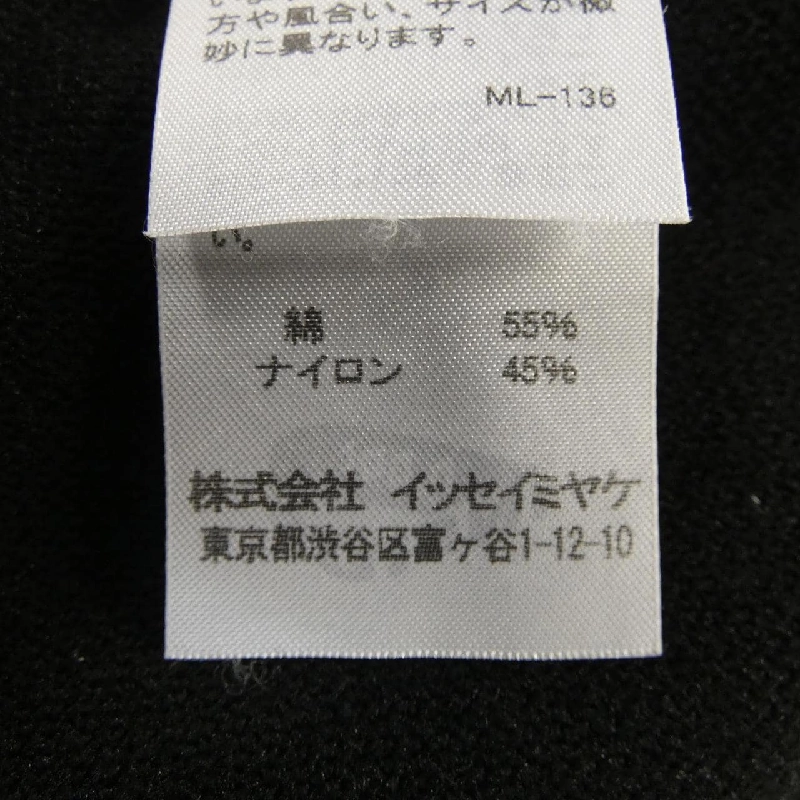 方や風合い、サイズが微
妙に異なります。
ML-136
い。
綿 55%
ナイロン 45%
株式会社 イッセイミヤケ
東京都渋谷区富ヶ谷1-12-10